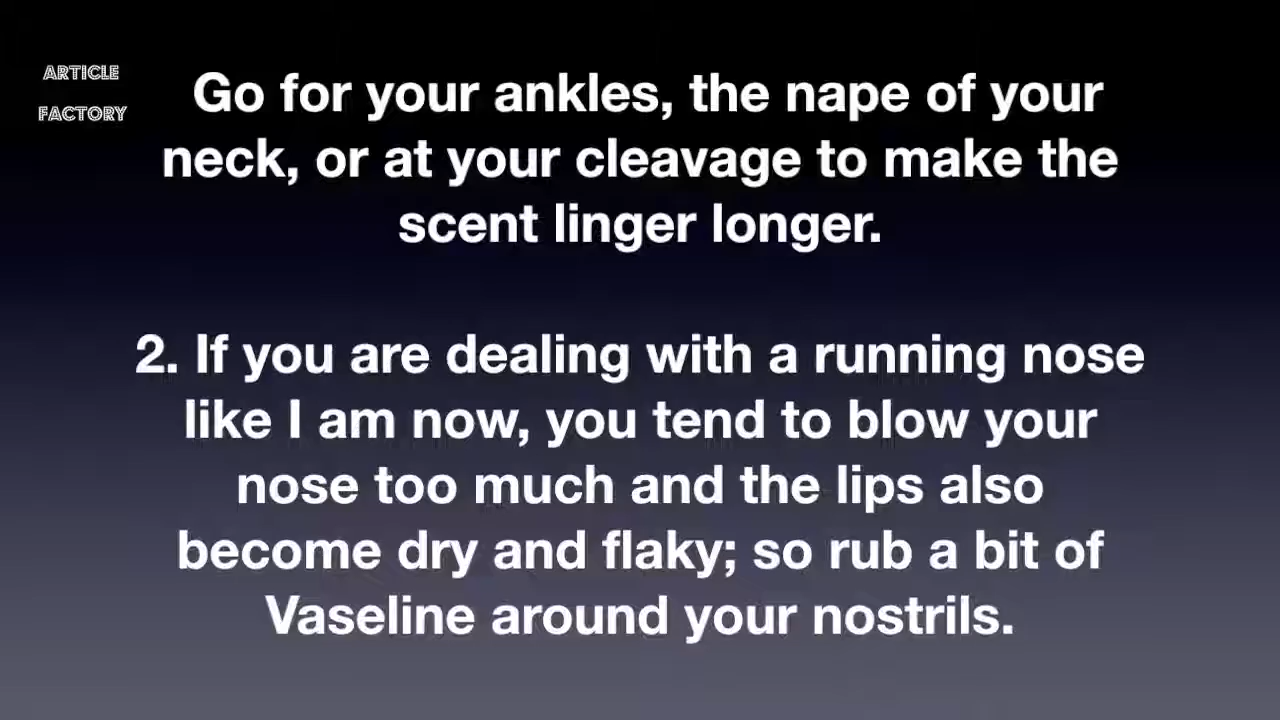 ARTICLE
FACTORY
Go for your ankles, the nape of your
neck, or at your cleavage to make the
scent linger longer.
2. If you are dealing with a running nose
like I am now, you tend to blow your
nose too much and the lips also
become dry and flaky; so rub a bit of
Vaseline around your nostrils.